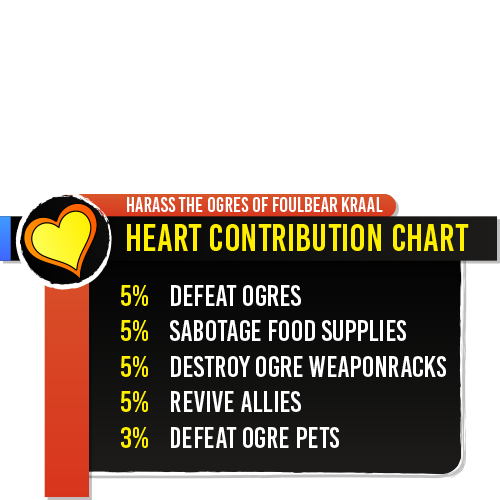 HARASS THE OGRES OF FOULBEAR KRAAL
HEART CONTRIBUTION CHART
5% DEFEAT OGRES
5% SABOTAGE FOOD SUPPLIES
5% DESTROY OGRE WEAPONRACKS
5% REVIVE ALLIES
3% DEFEAT OGRE PETS